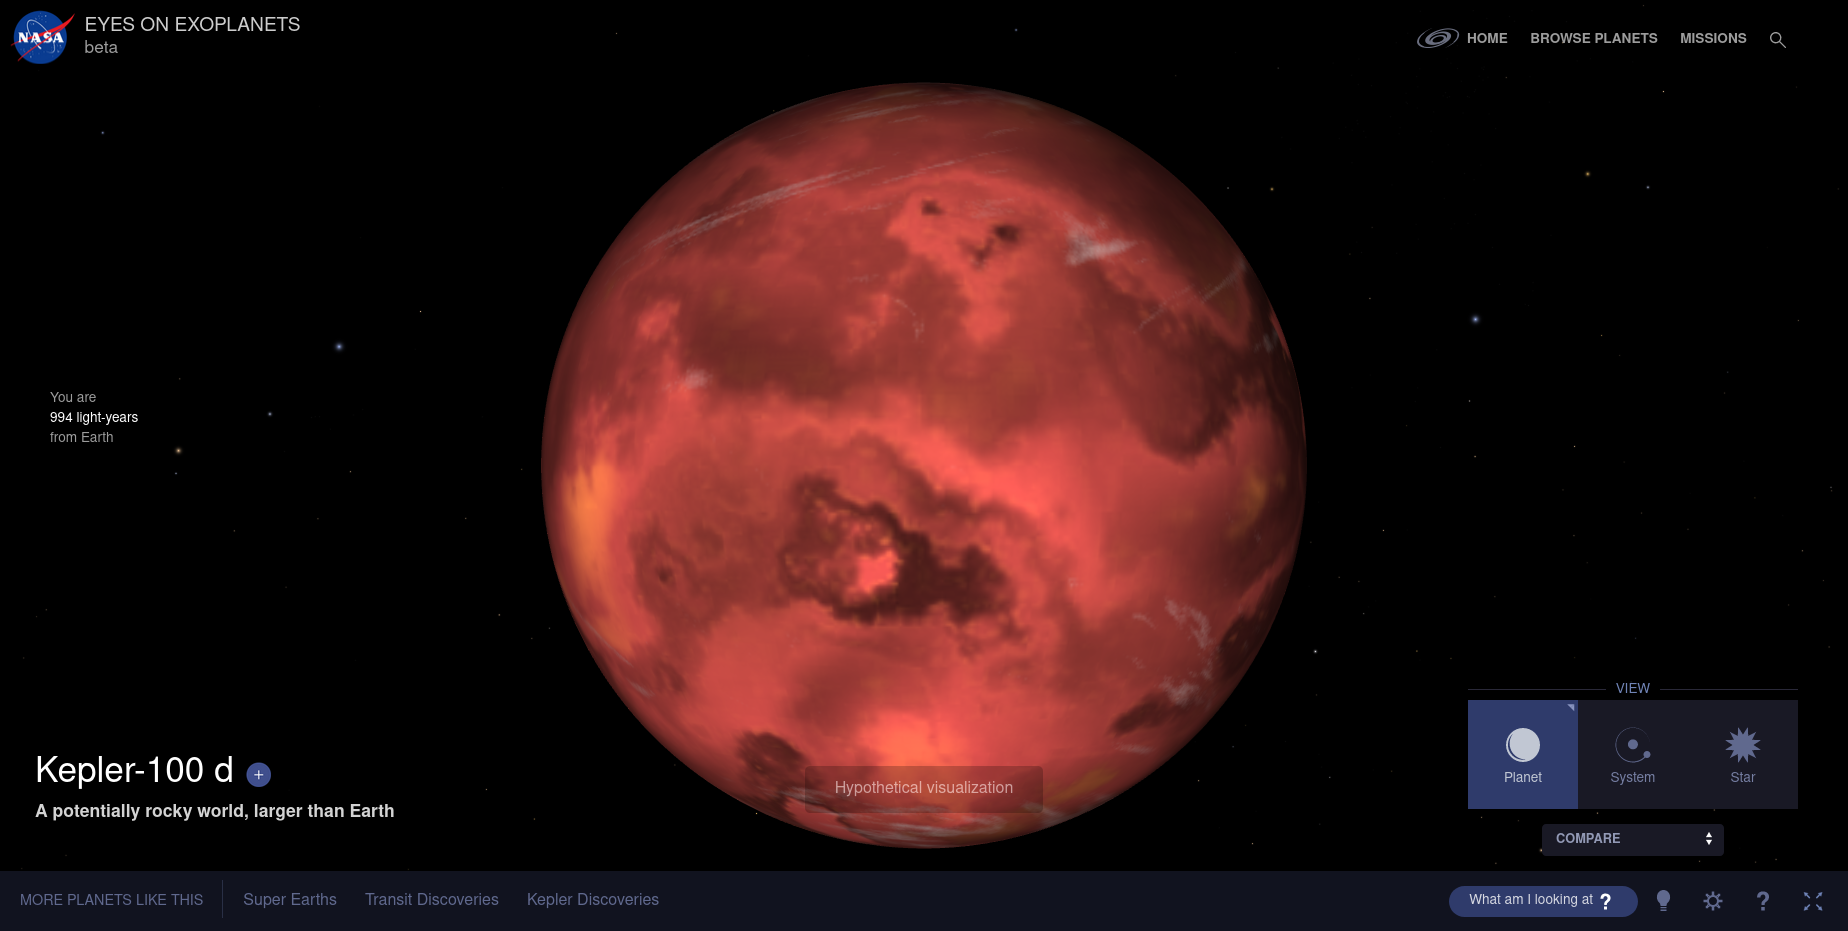 NASA
EYES ON EXOPLANETS
beta
HOME
BROWSE PLANETS
MISSIONS
You are
994 light-years
from Earth
Kepler-100 d +
A potentially rocky world, larger than Earth
Hypothetical visualization
VIEW
Planet
System
Star
COMPARE
MORE PLANETS LIKE THIS
Super Earths
Transit Discoveries
Kepler Discoveries
What am I looking at ?
?